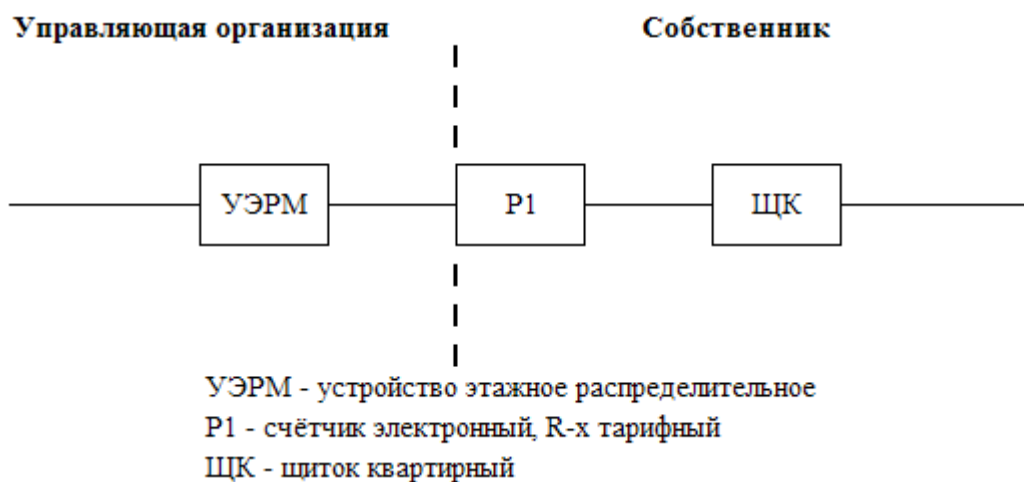 Управляющая организация
Собственник
УЭРМ
Р1
ЩК
УЭРМ - устройство этажное распределительное
Р1 - счётчик электронный, R-х тарифный
ЩК - щиток квартирный